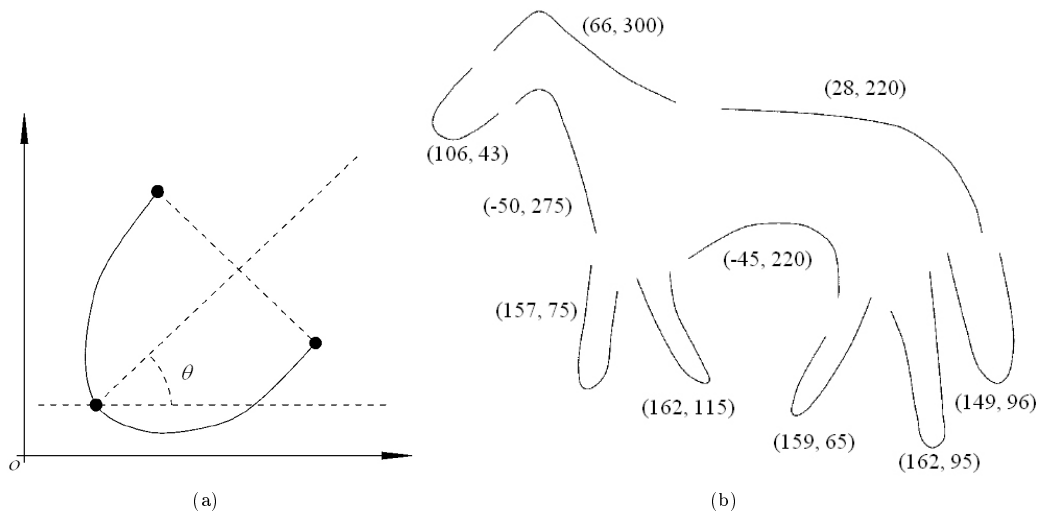 θ
o
(a)
(66, 300)
(28, 220)
(106, 43)
(-50, 275)
(-45, 220)
(157, 75)
(162, 115)
(159, 65)
(149, 96)
(162, 95)
(b)